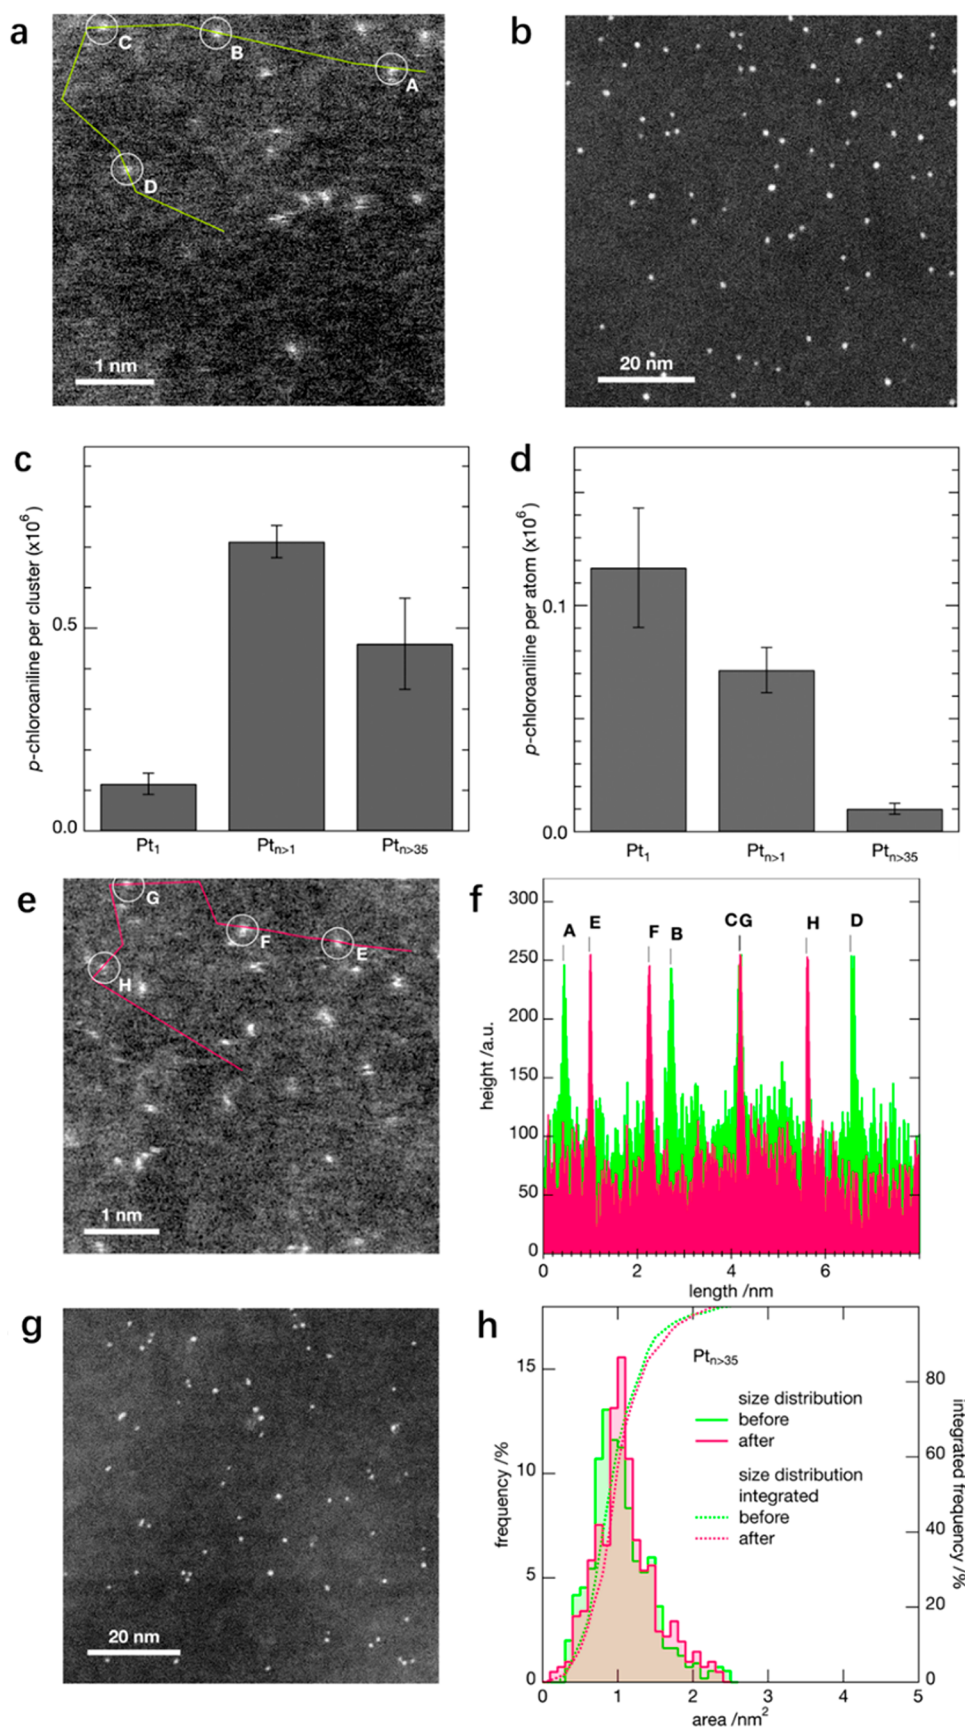 a
C
B
A
D
1 nm
b
20 nm
c
p-chloroaniline per cluster (x10⁶)
0.5
0.0
Pt₁
Ptₙ>₁
Ptₙ>₃₅
d
p-chloroaniline per atom (x10⁶)
0.1
0.0
Pt₁
Ptₙ>₁
Ptₙ>₃₅
e
G
F
E
H
1 nm
f
height /a.u.
300
250
200
150
100
50
0
A E F B C G H D
0 2 4 6
length /nm
g
20 nm
h
frequency /%
15
10
5
0
Ptₙ>₃₅
size distribution
before
after
size distribution
integrated
before
after
80
60
40
20
0
integrated frequency /%
0 1 2 3 4 5
area /nm²